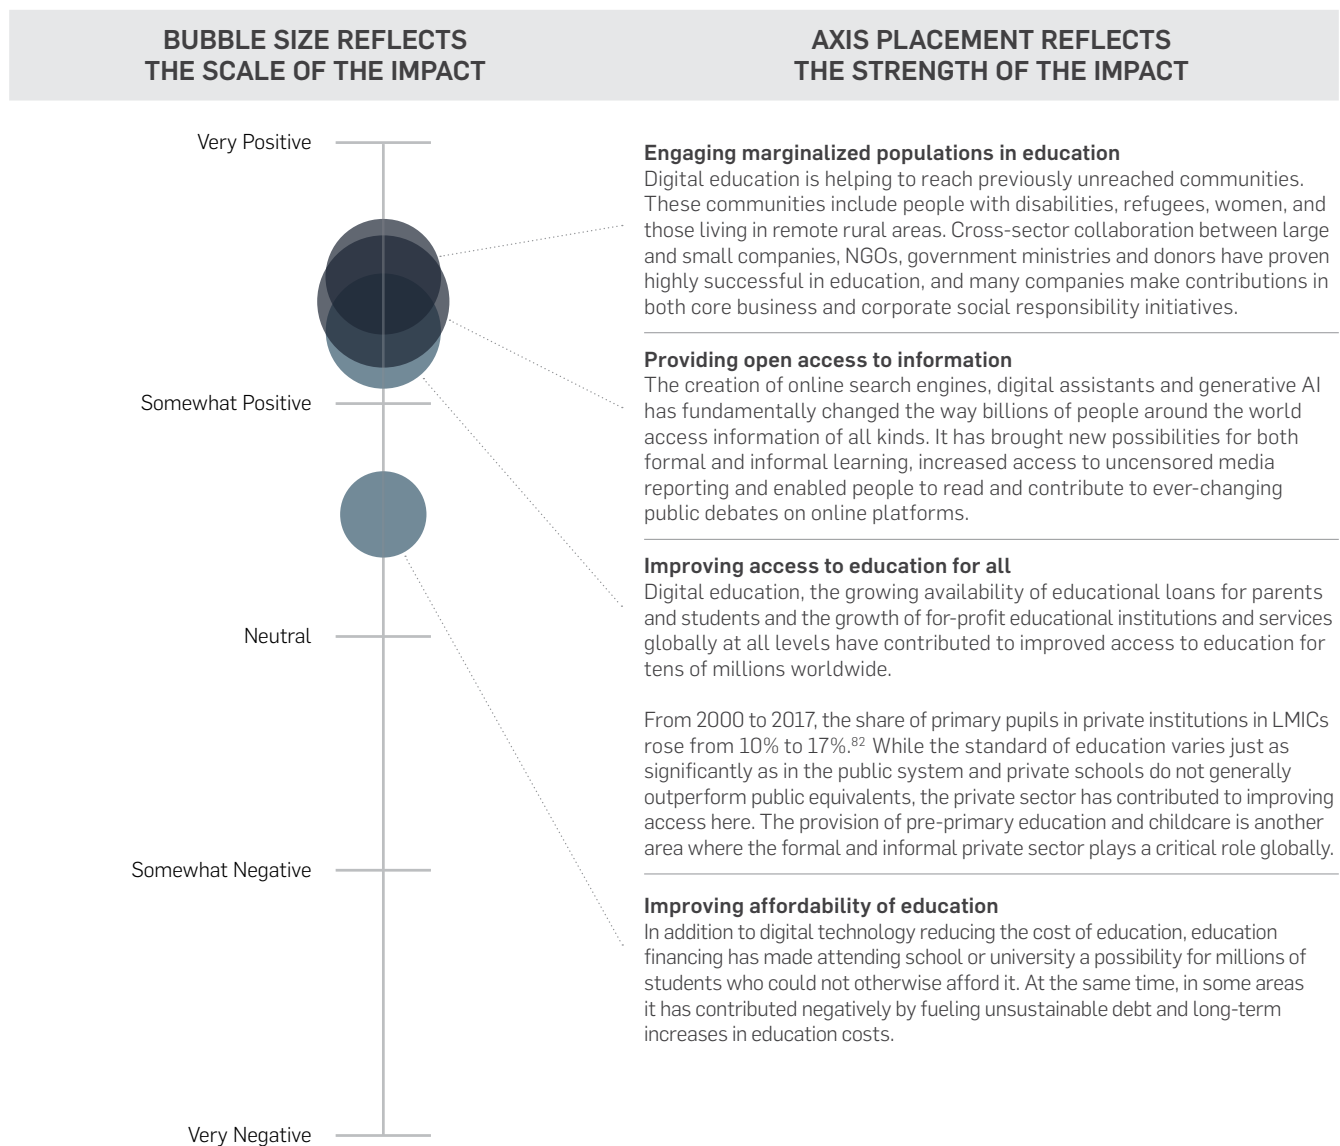 BUBBLE SIZE REFLECTS
THE SCALE OF THE IMPACT
AXIS PLACEMENT REFLECTS
THE STRENGTH OF THE IMPACT
Very Positive
Somewhat Positive
Neutral
Somewhat Negative
Very Negative
Engaging marginalized populations in education
Digital education is helping to reach previously unreached communities.
These communities include people with disabilities, refugees, women, and
those living in remote rural areas. Cross-sector collaboration between large
and small companies, NGOs, government ministries and donors have proven
highly successful in education, and many companies make contributions in
both core business and corporate social responsibility initiatives.
Providing open access to information
The creation of online search engines, digital assistants and generative AI
has fundamentally changed the way billions of people around the world
access information of all kinds. It has brought new possibilities for both
formal and informal learning, increased access to uncensored media
reporting and enabled people to read and contribute to ever-changing
public debates on online platforms.
Improving access to education for all
Digital education, the growing availability of educational loans for parents
and students and the growth of for-profit educational institutions and services
globally at all levels have contributed to improved access to education for
tens of millions worldwide.
From 2000 to 2017, the share of primary pupils in private institutions in LMICs
rose from 10% to 17%.82 While the standard of education varies just as
significantly as in the public system and private schools do not generally
outperform public equivalents, the private sector has contributed to improving
access here. The provision of pre-primary education and childcare is another
area where the formal and informal private sector plays a critical role globally.
Improving affordability of education
In addition to digital technology reducing the cost of education, education
financing has made attending school or university a possibility for millions of
students who could not otherwise afford it. At the same time, in some areas
it has contributed negatively by fueling unsustainable debt and long-term
increases in education costs.